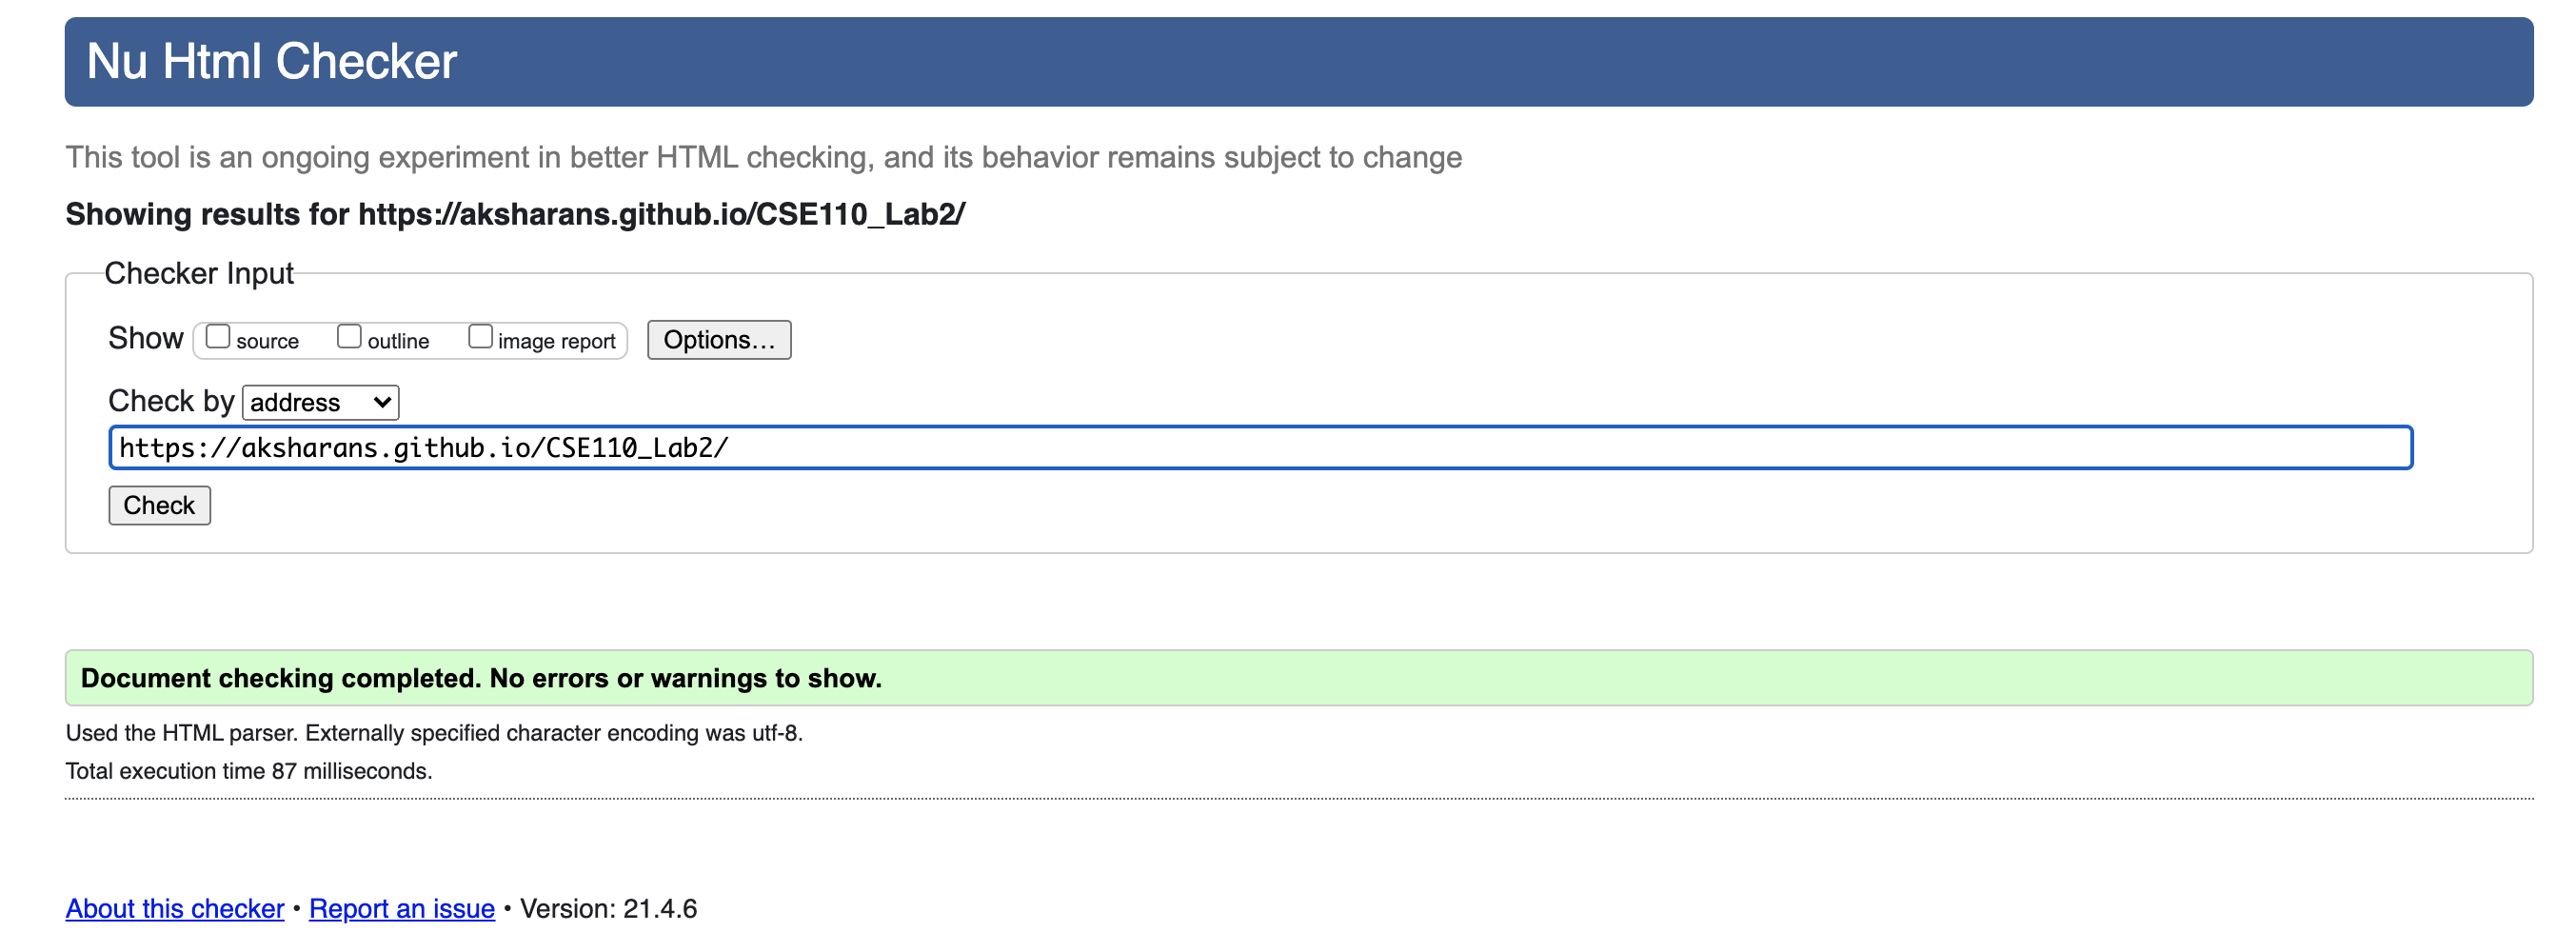 Nu Html Checker
This tool is an ongoing experiment in better HTML checking, and its behavior remains subject to change
Showing results for https://aksharans.github.io/CSE110_Lab2/
Checker Input
Show source outline image report Options...
Check by address
https://aksharans.github.io/CSE110_Lab2/
Check
Document checking completed. No errors or warnings to show.
Used the HTML parser. Externally specified character encoding was utf-8.
Total execution time 87 milliseconds.
About this checker • Report an issue • Version: 21.4.6